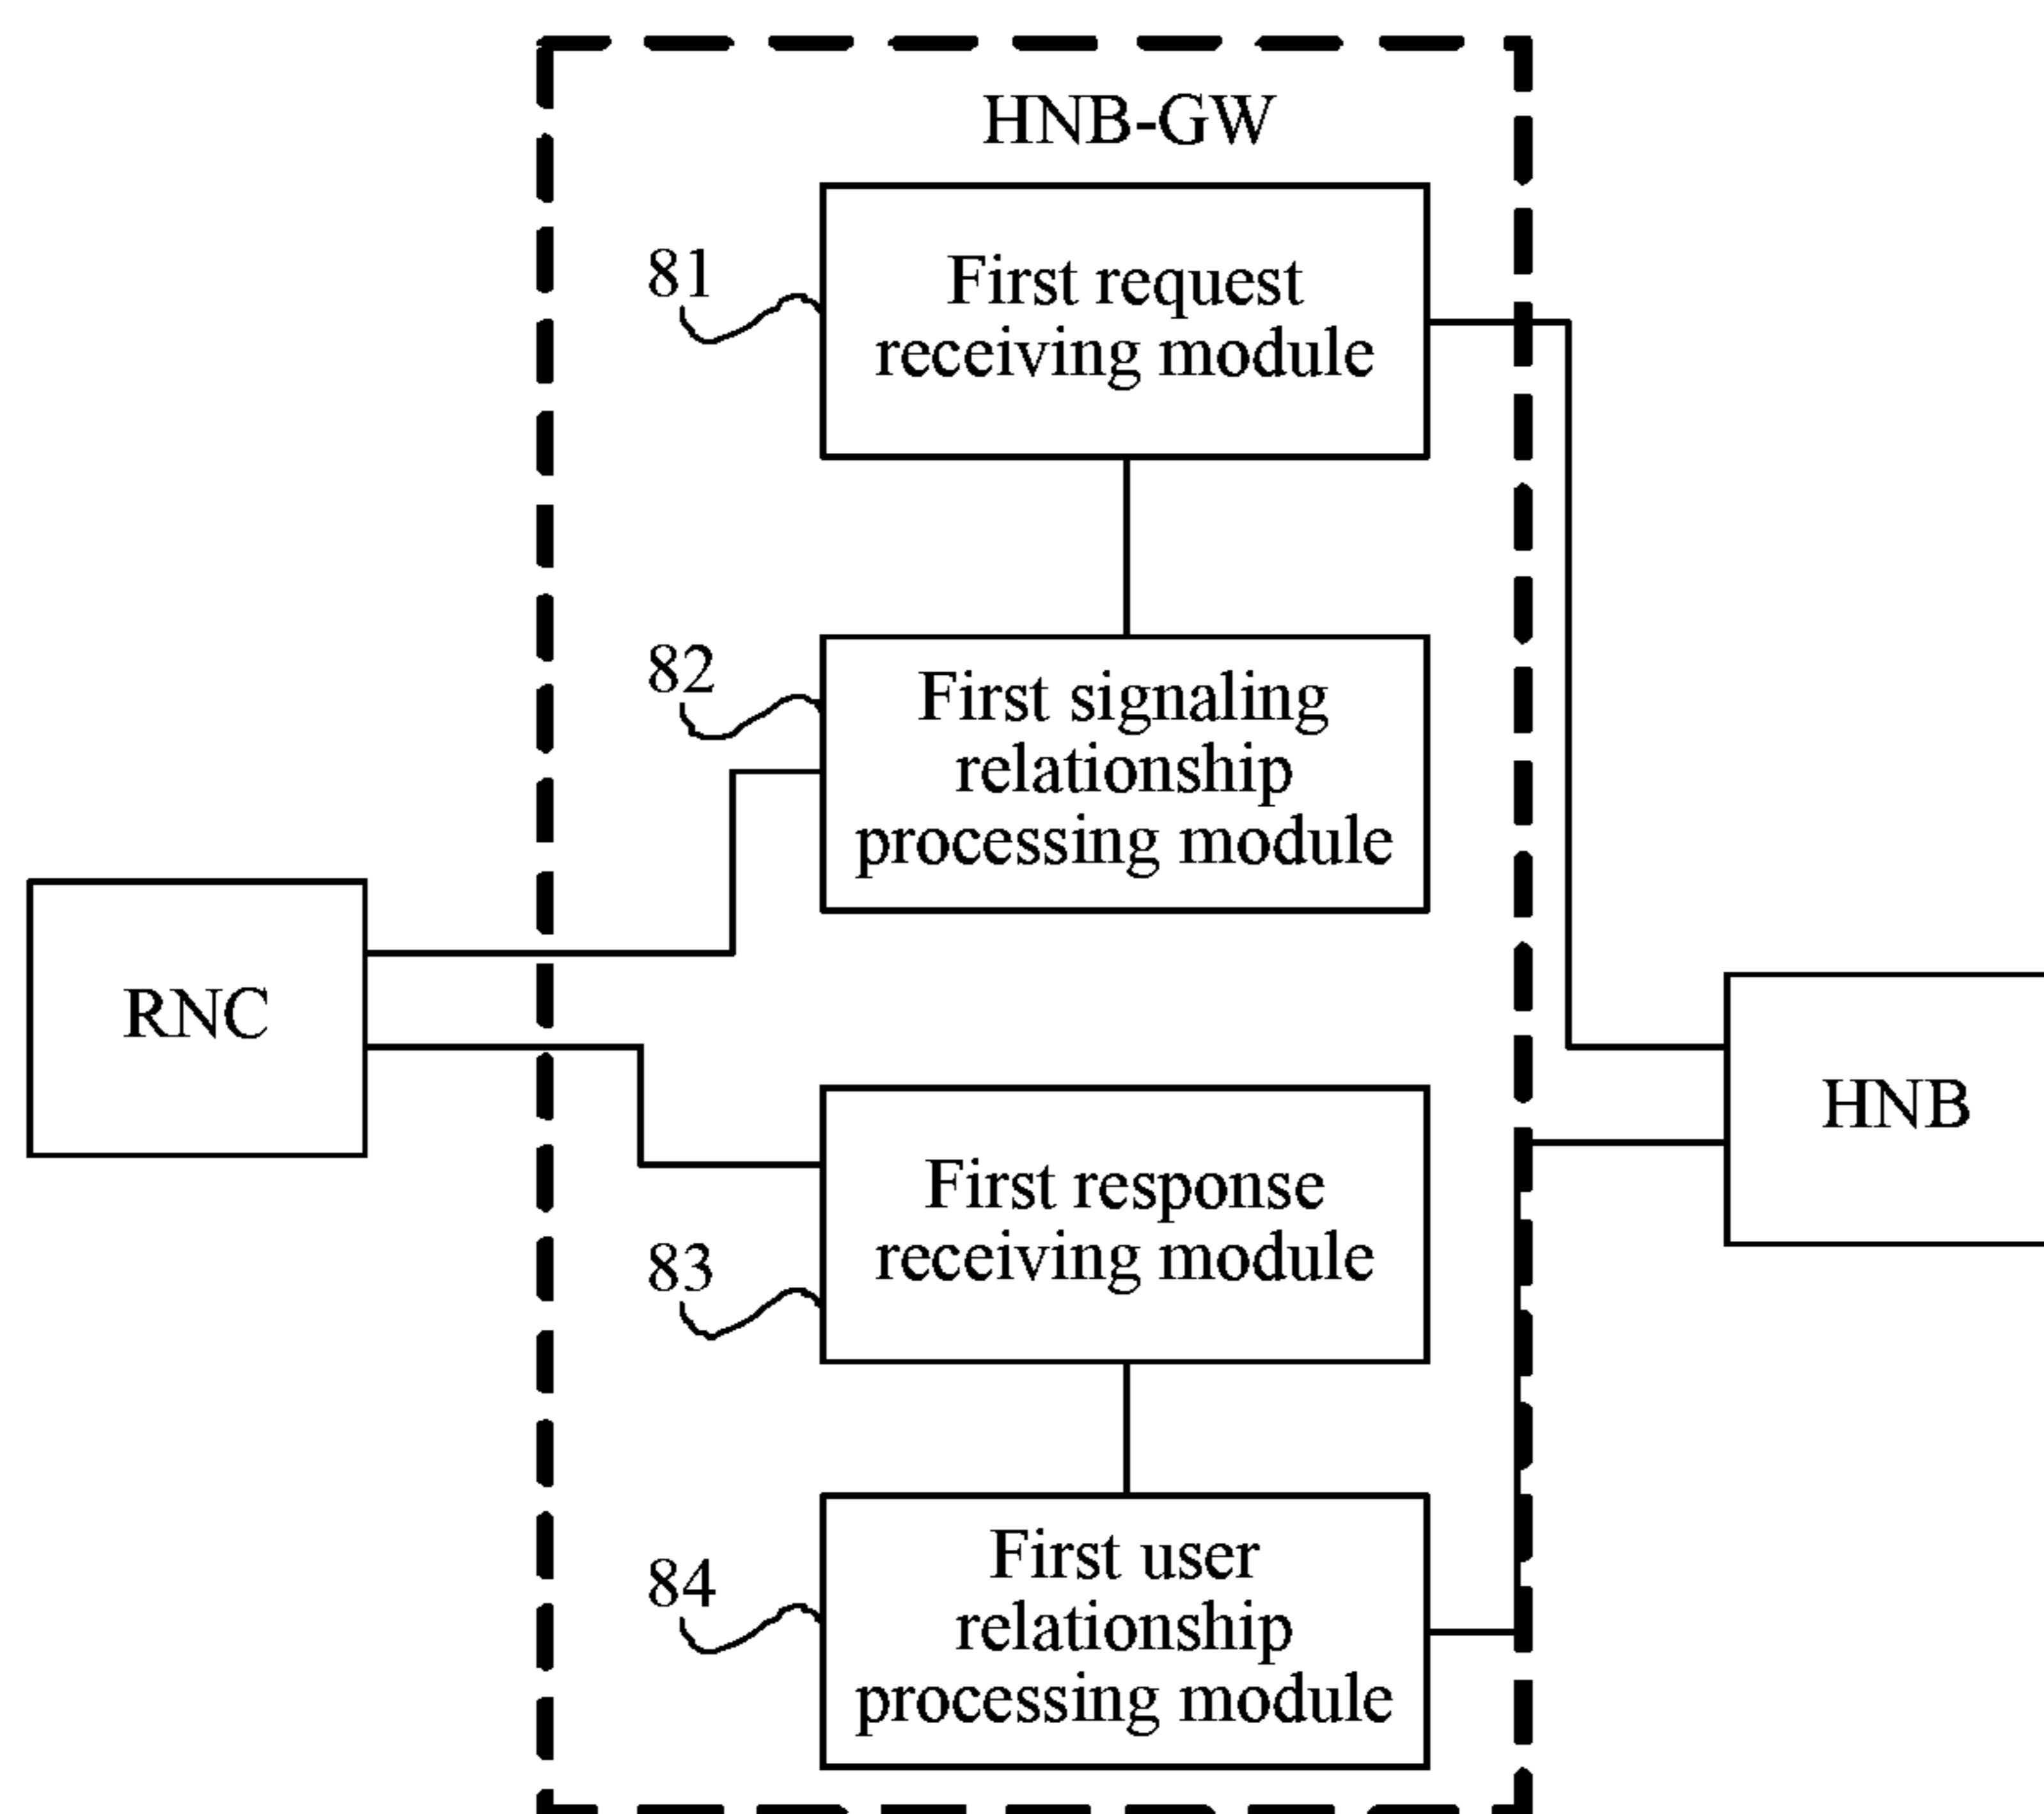 HNB-GW
81
First request
receiving module
82
First signaling
relationship
processing module
RNC
HNB
First response
receiving module
83
84
First user
relationship
processing module